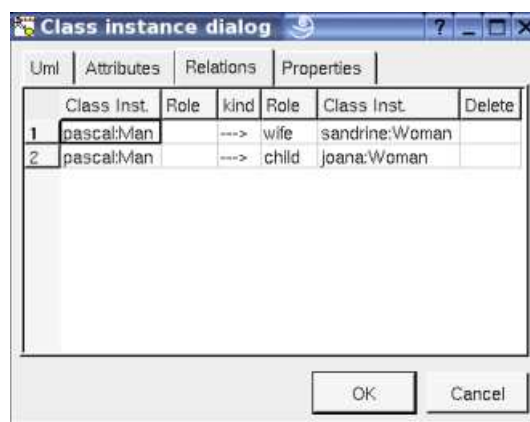 Class instance dialog ? _
Uml Attributes Relations Properties
Class Inst. Role kind Role Class Inst. Delete
1 pascal:Man ---> wife sandrine:Woman
2 pascal:Man ---> child joana:Woman
OK Cancel